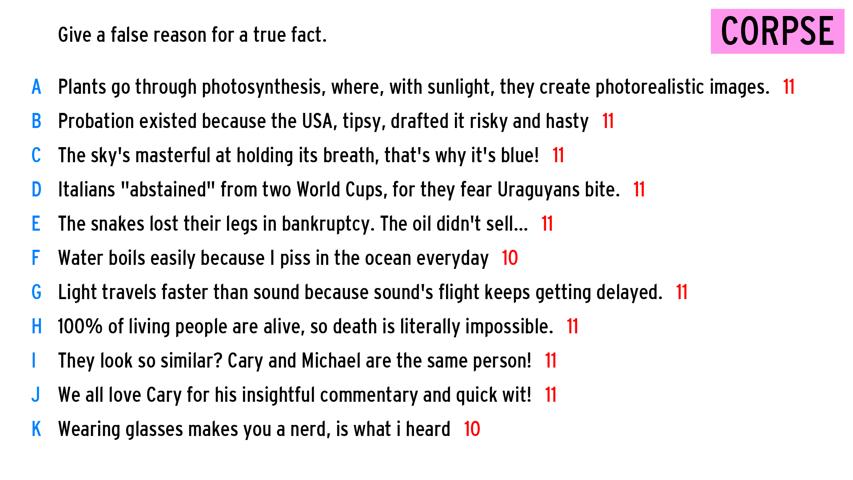 Give a false reason for a true fact.
CORPSE
A Plants go through photosynthesis, where, with sunlight, they create photorealistic images. 11
B Probation existed because the USA, tipsy, drafted it risky and hasty 11
C The sky's masterful at holding its breath, that's why it's blue! 11
D Italians "abstained" from two World Cups, for they fear Uraguyans bite. 11
E The snakes lost their legs in bankruptcy. The oil didn't sell... 11
F Water boils easily because I piss in the ocean everyday 10
G Light travels faster than sound because sound's flight keeps getting delayed. 11
H 100% of living people are alive, so death is literally impossible. 11
I They look so similar? Cary and Michael are the same person! 11
J We all love Cary for his insightful commentary and quick wit! 11
K Wearing glasses makes you a nerd, is what i heard 10